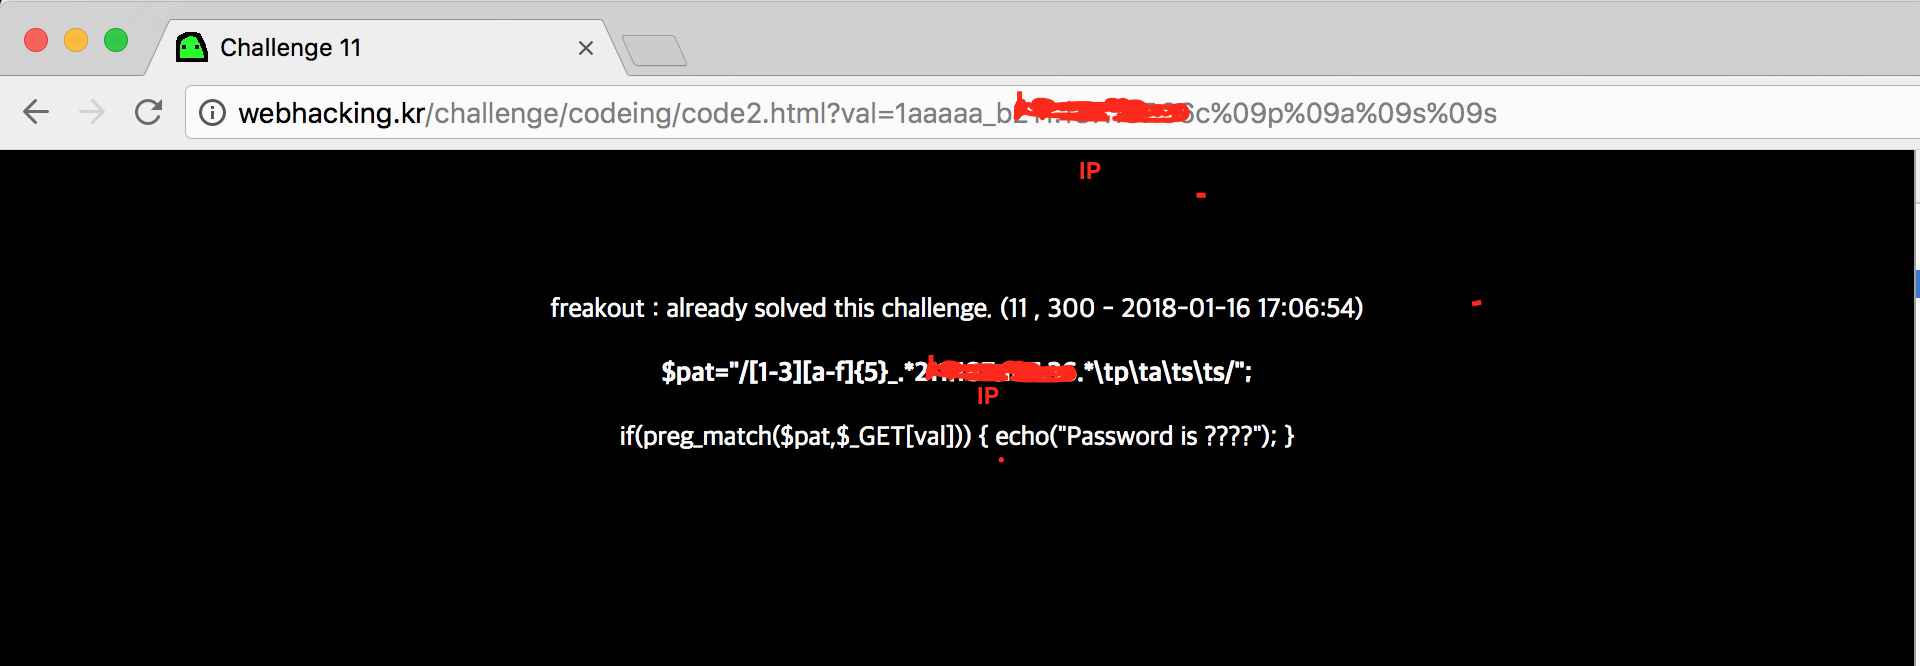 Challenge 11
webhacking.kr/challenge/codeing/code2.html?val=1aaaaa_b 6c%09p%09a%09s%09s
IP
freakout : already solved this challenge. (11 , 300 - 2018-01-16 17:06:54)
$pat="/[1-3][a-f]{5}_.*2 .*\tp\ta\ts\ts/";
IP
if(preg_match($pat,$_GET[val])) { echo("Password is ????"); }